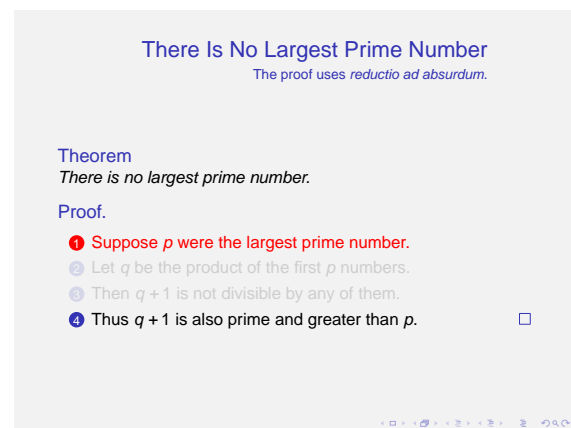 There Is No Largest Prime Number
The proof uses reductio ad absurdum.
Theorem
There is no largest prime number.
Proof.
1 Suppose p were the largest prime number.
2 Let q be the product of the first p numbers.
3 Then q + 1 is not divisible by any of them.
4 Thus q + 1 is also prime and greater than p.